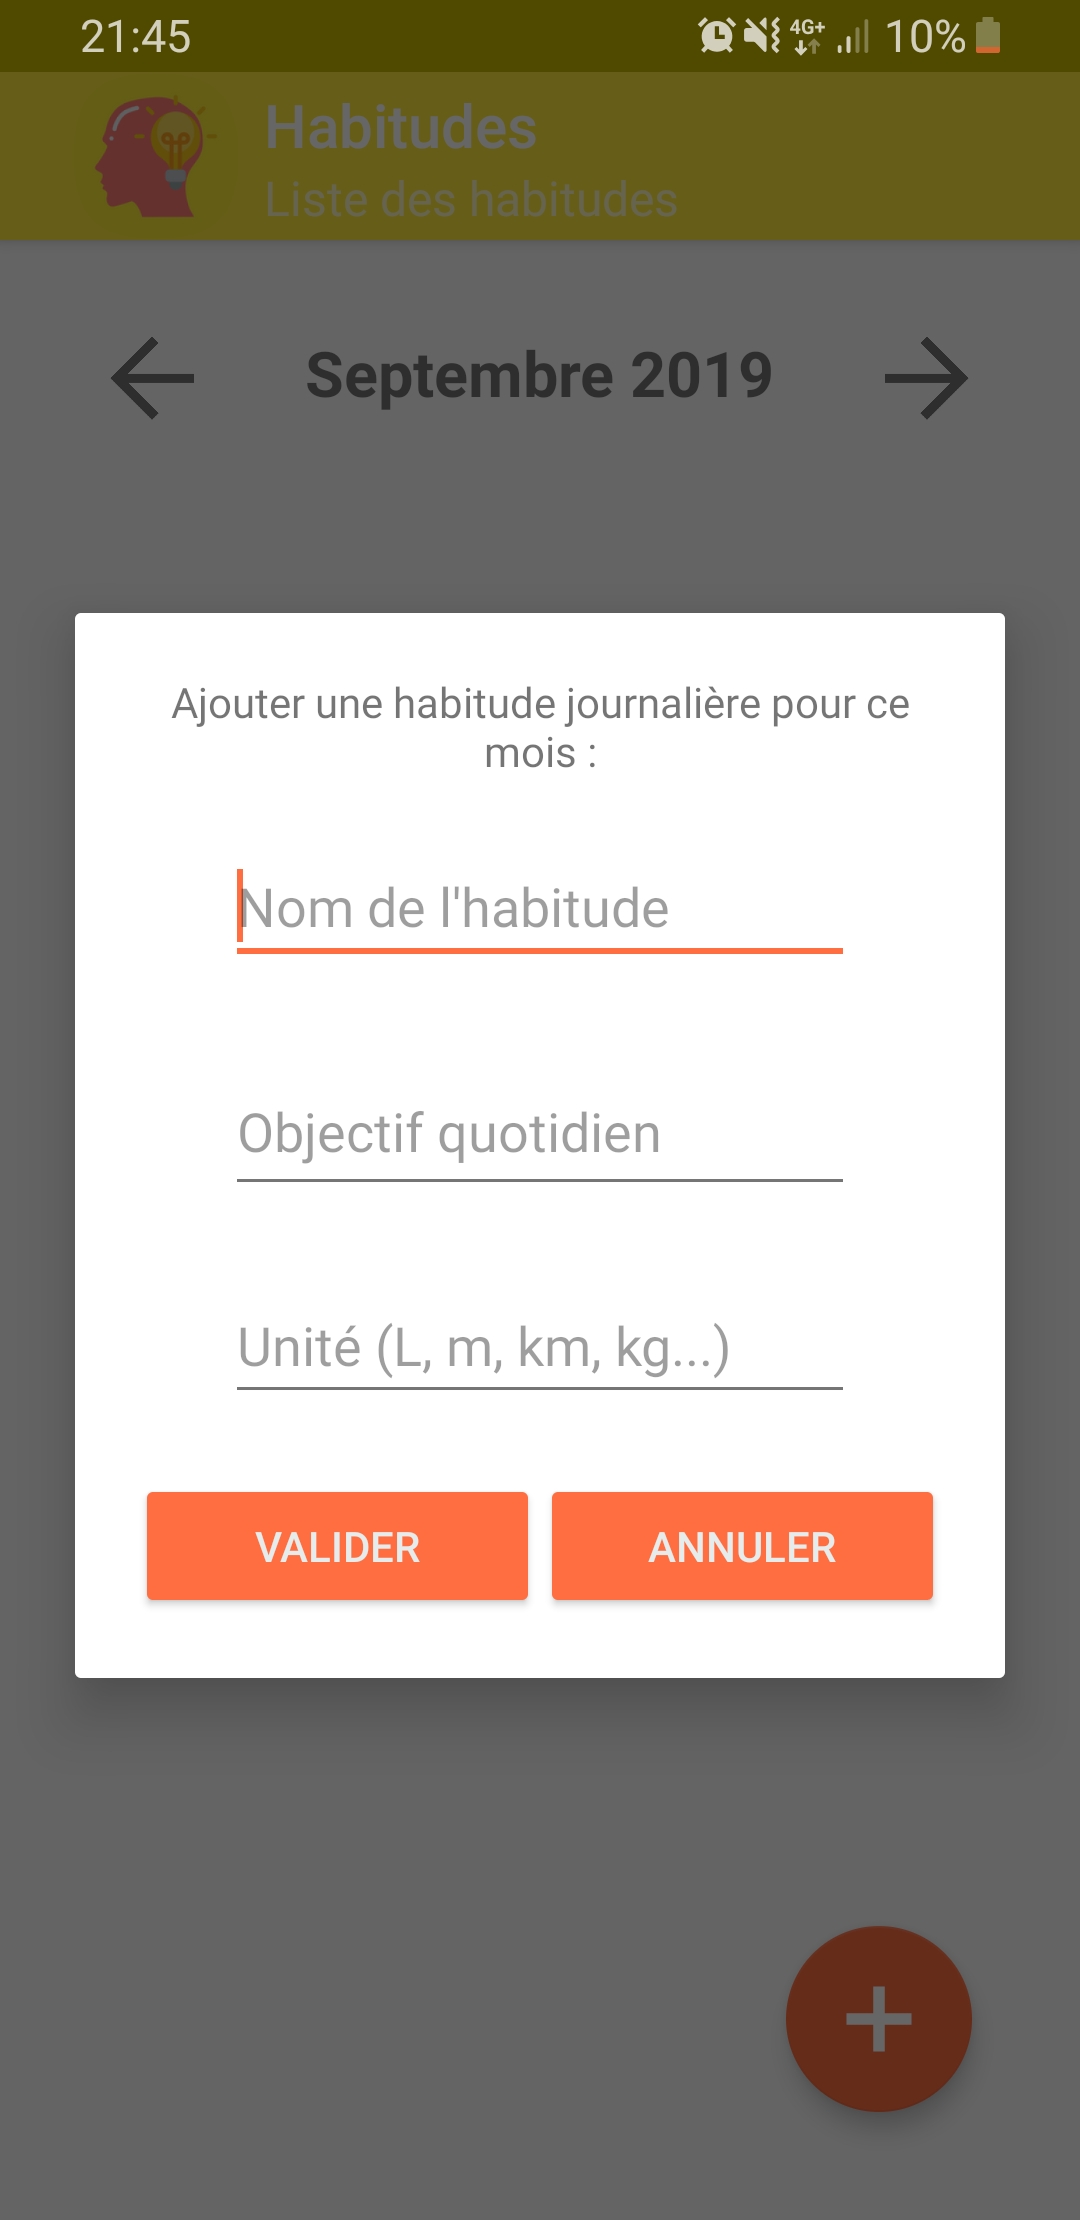 21:45
4G+
10%
Habitudes
Liste des habitudes
Septembre 2019
Ajouter une habitude journalière pour ce
mois :
Nom de l'habitude
Objectif quotidien
Unité (L, m, km, kg...)
VALIDER
ANNULER